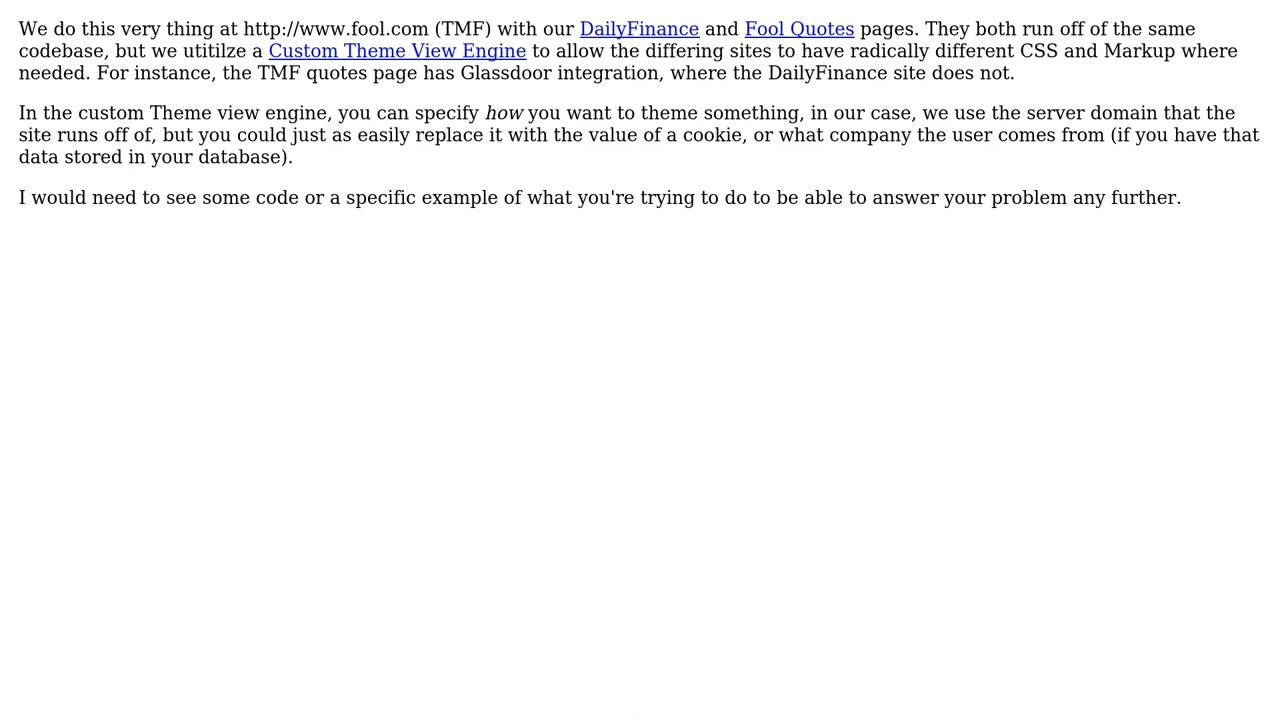 We do this very thing at http://www.fool.com (TMF) with our DailyFinance and Fool Quotes pages. They both run off of the same
codebase, but we utitilze a Custom Theme View Engine to allow the differing sites to have radically different CSS and Markup where
needed. For instance, the TMF quotes page has Glassdoor integration, where the DailyFinance site does not.
In the custom Theme view engine, you can specify how you want to theme something, in our case, we use the server domain that the
site runs off of, but you could just as easily replace it with the value of a cookie, or what company the user comes from (if you have that
data stored in your database).
I would need to see some code or a specific example of what you're trying to do to be able to answer your problem any further.